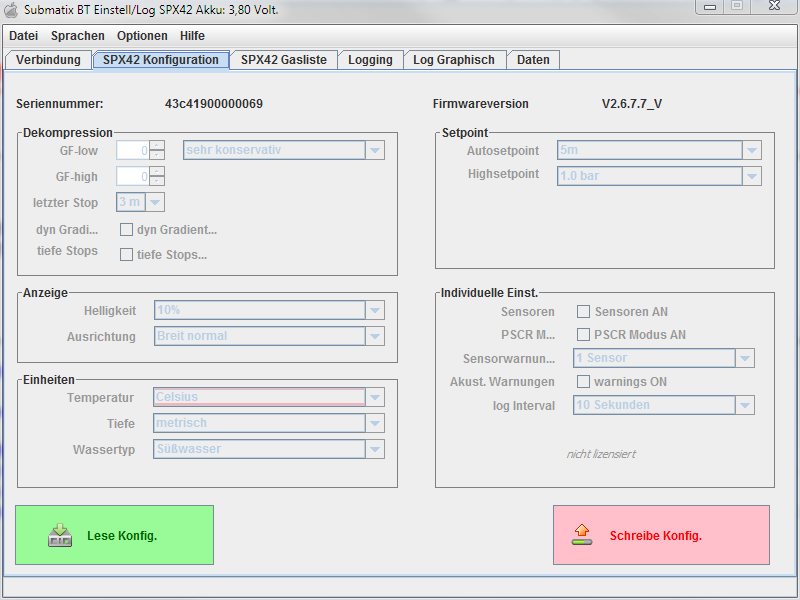 Submatix BT Einstell/Log SPX42 Akku: 3,80 Volt.
Datei Sprachen Optionen Hilfe
Verbindung SPX42 Konfiguration SPX42 Gasliste Logging Log Graphisch Daten
Seriennummer: 43c41900000069 Firmwareversion V2.6.7.7_V
Dekompression
GF-low 0 sehr konservativ
GF-high 0
letzter Stop 3 m
dyn Gradi... dyn Gradient...
tiefe Stops tiefe Stops...
Setpoint
Autosetpoint 5m
Highsetpoint 1.0 bar
Anzeige
Helligkeit 10%
Ausrichtung Breit normal
Einheiten
Temperatur Celsius
Tiefe metrisch
Wassertyp Süßwasser
Individuelle Einst.
Sensoren Sensoren AN
PSCR M... PSCR Modus AN
Sensorwarnun... 1 Sensor
Akust. Warnungen warnings ON
log Interval 10 Sekunden
nicht lizensiert
Lese Konfig. Schreibe Konfig.